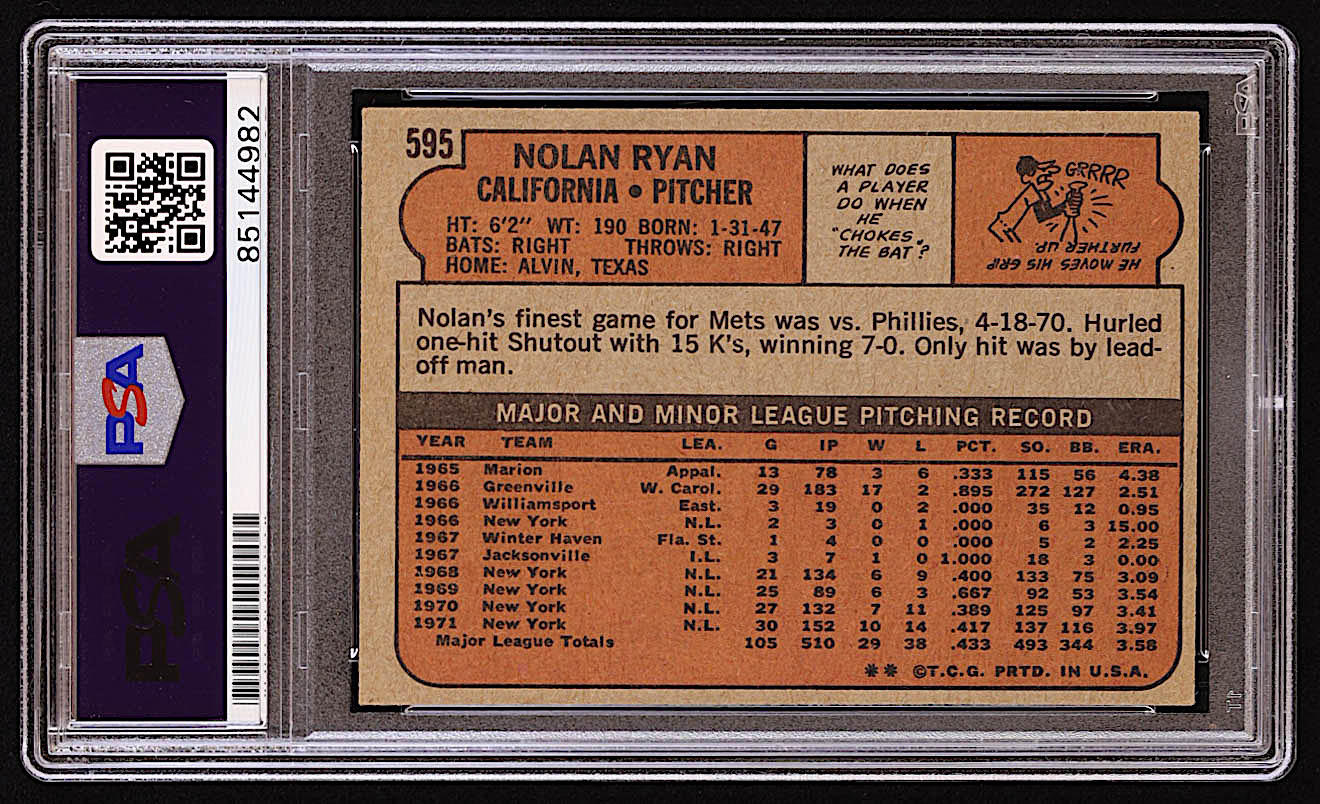 85144982
PSA
PSA
PSA
595
NOLAN RYAN
CALIFORNIA • PITCHER
HT: 6'2" WT: 190 BORN: 1-31-47
BATS: RIGHT THROWS: RIGHT
HOME: ALVIN, TEXAS
WHAT DOES
A PLAYER
DO WHEN
HE
"CHOKES"
THE BAT?
GRRRR
HE MOVES HIS GRIP
FURTHER UP.
Nolan's finest game for Mets was vs. Phillies, 4-18-70. Hurled
one-hit Shutout with 15 K's, winning 7-0. Only hit was by lead-
off man.
MAJOR AND MINOR LEAGUE PITCHING RECORD
YEAR TEAM LEA. G IP W L PCT. SO. BB. ERA.
1965 Marion Appal. 13 78 3 6 .333 115 56 4.38
1966 Greenville W. Carol. 29 183 17 2 .895 272 127 2.51
1966 Williamsport East. 3 19 0 2 .000 35 12 0.95
1966 New York N.L. 2 3 0 1 .000 6 3 15.00
1967 Winter Haven Fla. St. 1 4 0 0 .000 5 2 2.25
1967 Jacksonville I.L. 3 7 1 0 1.000 18 3 0.00
1968 New York N.L. 21 134 6 9 .400 133 75 3.09
1969 New York N.L. 25 89 6 3 .667 92 53 3.54
1970 New York N.L. 27 132 7 11 .389 125 97 3.41
1971 New York N.L. 30 152 10 14 .417 137 116 3.97
Major League Totals 105 510 29 38 .433 493 344 3.58
** ©T.C.G. PRTD. IN U.S.A.